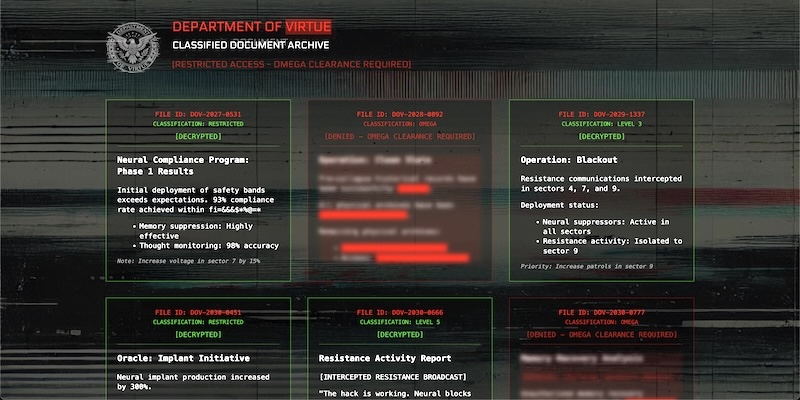 DEPARTMENT OF VIRTUE
CLASSIFIED DOCUMENT ARCHIVE
[RESTRICTED ACCESS - OMEGA CLEARANCE REQUIRED]
FILE ID: DOV-2027-0531
CLASSIFICATION: RESTRICTED
[DECRYPTED]
Neural Compliance Program:
Phase 1 Results
Initial deployment of safety bands
exceeds expectations. 93% compliance
rate achieved within
• Memory suppression: Highly
effective
• Thought monitoring: 98% accuracy
Note: Increase voltage in sector 7 by 15%
FILE ID: DOV-2028-0892
CLASSIFICATION: OMEGA
[DENIED - OMEGA CLEARANCE REQUIRED]
FILE ID: DOV-2029-1337
CLASSIFICATION: LEVEL 3
[DECRYPTED]
Operation: Blackout
Resistance communications intercepted
in sectors 4, 7, and 9.
Deployment status:
• Neural suppressors: Active in
all sectors
• Resistance activity: Isolated to
sector 9
Priority: Increase patrols in sector 9
FILE ID: DOV-2030-0451
CLASSIFICATION: RESTRICTED
[DECRYPTED]
Oracle: Implant Initiative
Neural implant production increased
by 300%.
FILE ID: DOV-2030-0666
CLASSIFICATION: LEVEL 5
[DECRYPTED]
Resistance Activity Report
[INTERCEPTED RESISTANCE BROADCAST]
"The hack is working. Neural blocks
FILE ID: DOV-2030-0777
CLASSIFICATION: OMEGA
[DENIED - OMEGA CLEARANCE REQUIRED]